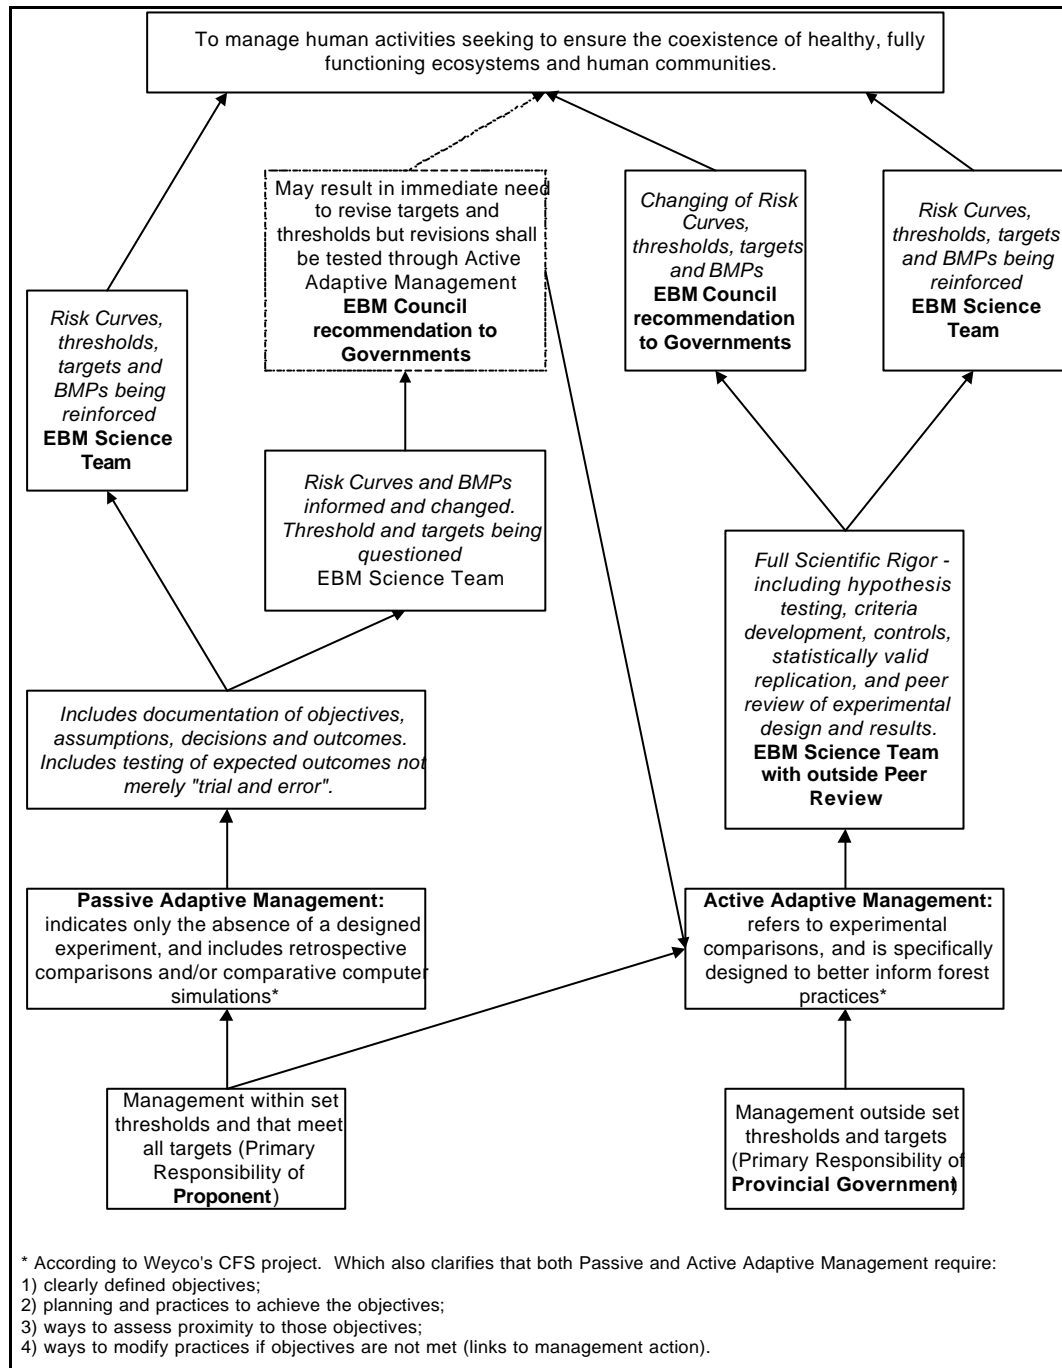 To manage human activities seeking to ensure the coexistence of healthy, fully
functioning ecosystems and human communities.
May result in immediate need
to revise targets and
thresholds but revisions shall
be tested through Active
Adaptive Management
EBM Council
recommendation to
Governments
Changing of Risk
Curves,
thresholds, targets
and BMPs
EBM Council
recommendation
to Governments
Risk Curves,
thresholds, targets
and BMPs being
reinforced
EBM Science
Team
Risk Curves,
thresholds,
targets and
BMPs being
reinforced
EBM Science
Team
Risk Curves and BMPs
informed and changed.
Threshold and targets being
questioned
EBM Science Team
Full Scientific Rigor -
including hypothesis
testing, criteria
development, controls,
statistically valid
replication, and peer
review of experimental
design and results.
EBM Science Team
with outside Peer
Review
Includes documentation of objectives,
assumptions, decisions and outcomes.
Includes testing of expected outcomes not
merely "trial and error".
Passive Adaptive Management:
indicates only the absence of a designed
experiment, and includes retrospective
comparisons and/or comparative computer
simulations*
Active Adaptive Management:
refers to experimental
comparisons, and is specifically
designed to better inform forest
practices*
Management within set
thresholds and that meet
all targets (Primary
Responsibility of
Proponent)
Management outside set
thresholds and targets
(Primary Responsibility of
Provincial Government)
* According to Weyco's CFS project.  Which also clarifies that both Passive and Active Adaptive Management require:
1) clearly defined objectives;
2) planning and practices to achieve the objectives;
3) ways to assess proximity to those objectives;
4) ways to modify practices if objectives are not met (links to management action).